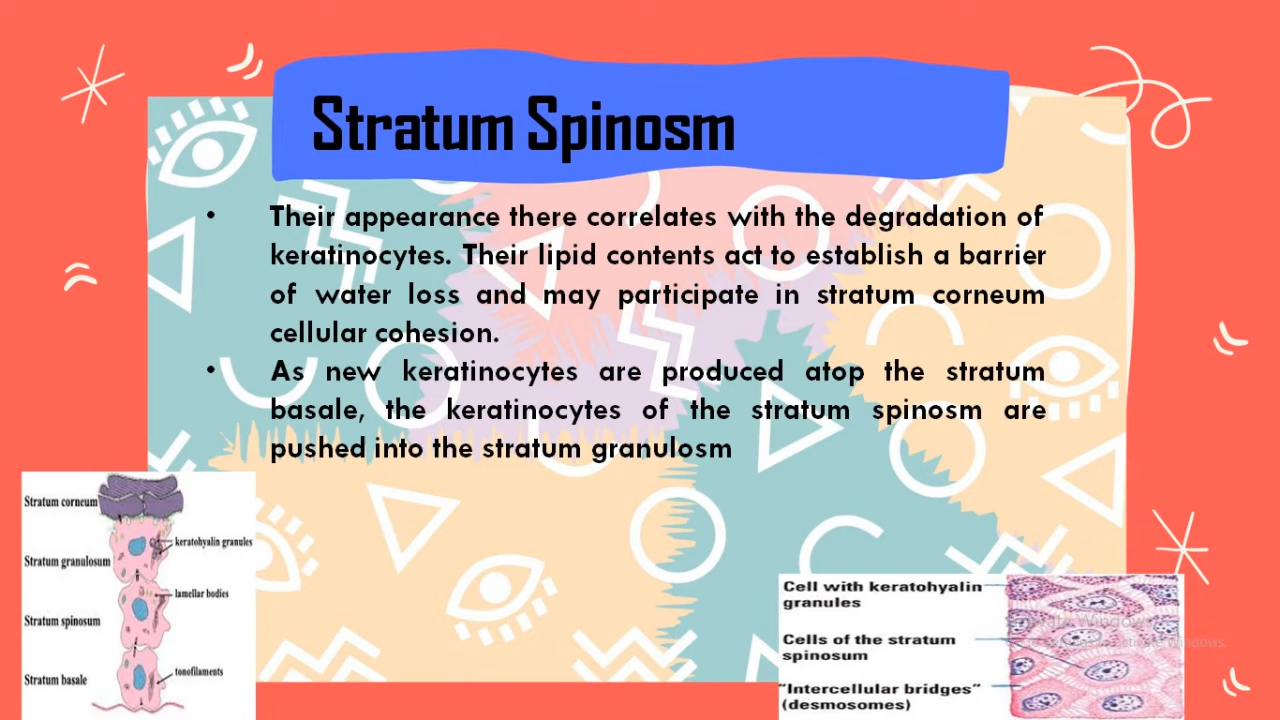 Stratum Spinosm
• Their appearance there correlates with the degradation of
keratinocytes. Their lipid contents act to establish a barrier
of water loss and may participate in stratum corneum
cellular cohesion.
• As new keratinocytes are produced atop the stratum
basale, the keratinocytes of the stratum spinosm are
pushed into the stratum granulosm
Stratum corneum
keratohyalin granules
Stratum granulosum
lamellar bodies
Stratum spinosum
tonofilaments
Stratum basale
Cell with keratohyalin
granules
Cells of the stratum
spinosum
"Intercellular bridges"
(desmosomes)